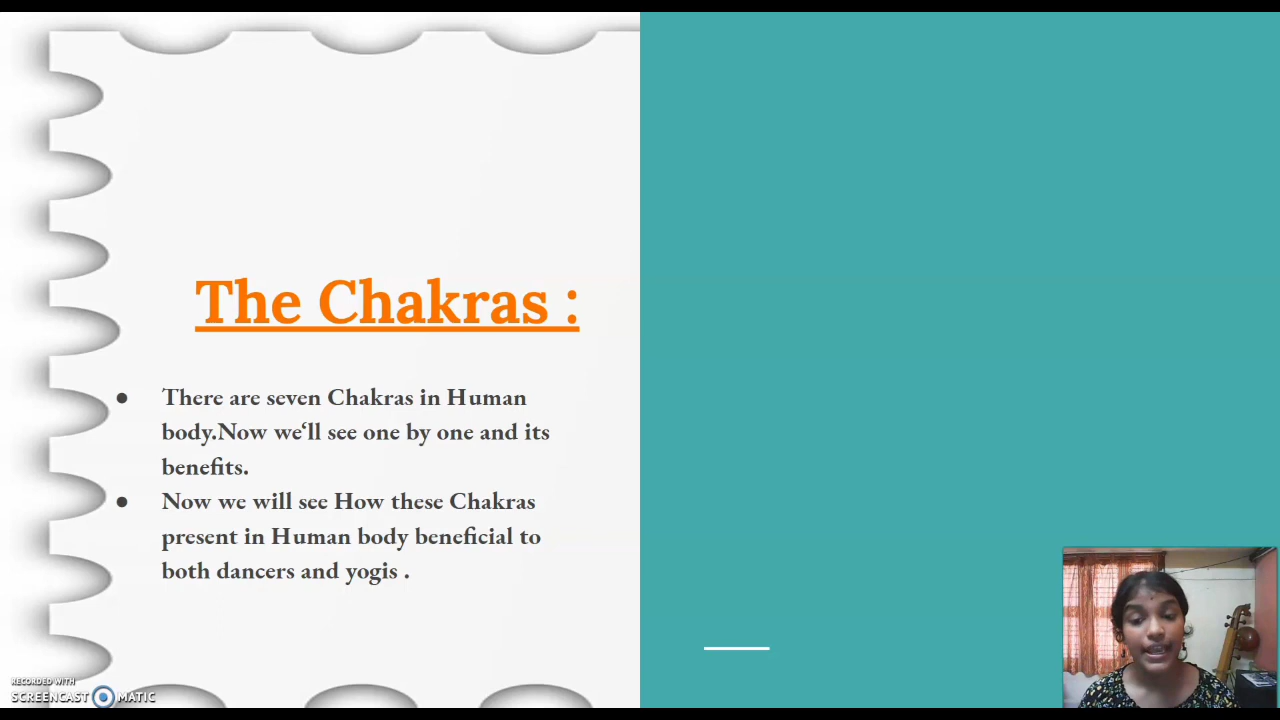 The Chakras :
● There are seven Chakras in Human
body.Now we‘ll see one by one and its
benefits.
● Now we will see How these Chakras
present in Human body beneficial to
both dancers and yogis .
RECORDED WITH
SCREENCAST MATIC